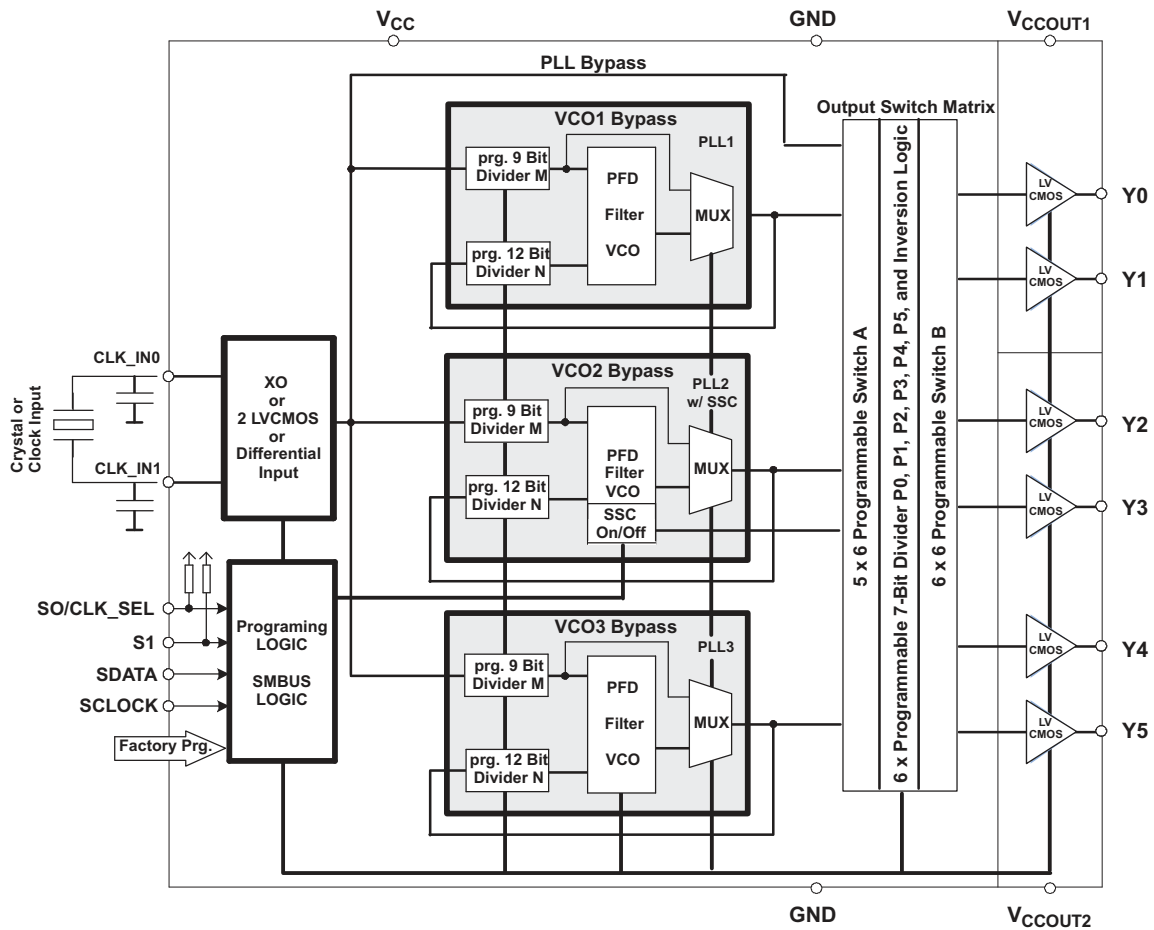 VCC
GND
VCCOUT1
PLL Bypass
Output Switch Matrix
VCO1 Bypass
PLL1
prg. 9 Bit
Divider M
prg. 12 Bit
Divider N
PFD
Filter
VCO
MUX
VCO2 Bypass
PLL2
w/ SSC
prg. 9 Bit
Divider M
prg. 12 Bit
Divider N
PFD
Filter
VCO
SSC
On/Off
MUX
VCO3 Bypass
PLL3
prg. 9 Bit
Divider M
prg. 12 Bit
Divider N
PFD
Filter
VCO
MUX
5 x 6 Programmable Switch A
6 x Programmable 7-Bit Divider P0, P1, P2, P3, P4, P5, and Inversion Logic
6 x 6 Programmable Switch B
LV
CMOS
Y0
LV
CMOS
Y1
LV
CMOS
Y2
LV
CMOS
Y3
LV
CMOS
Y4
LV
CMOS
Y5
Crystal or
Clock Input
CLK_IN0
CLK_IN1
XO
or
2 LVCMOS
or
Differential
Input
SO/CLK_SEL
S1
SDATA
SCLOCK
Factory Prg.
Programing
LOGIC
SMBUS
LOGIC
GND
VCCOUT2